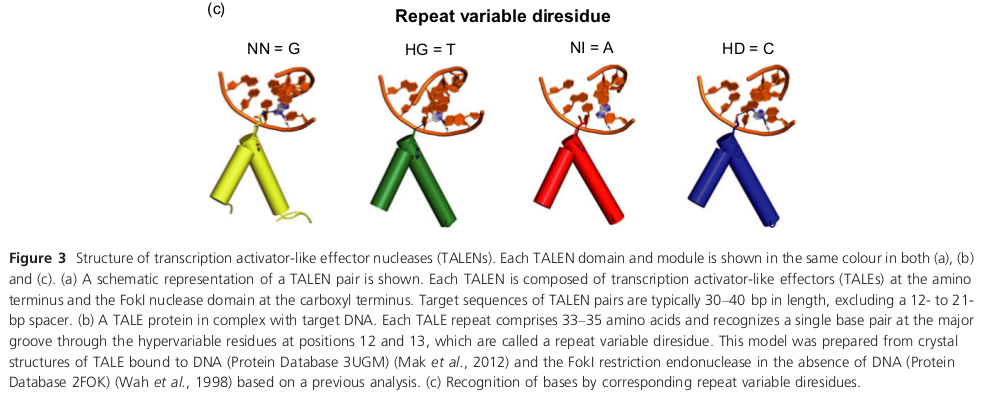 (c)
Repeat variable diresidue
NN = G
HG = T
NI = A
HD = C
Figure 3 Structure of transcription activator-like effector nucleases (TALENs). Each TALEN domain and module is shown in the same colour in both (a), (b)
and (c). (a) A schematic representation of a TALEN pair is shown. Each TALEN is composed of transcription activator-like effectors (TALEs) at the amino
terminus and the FokI nuclease domain at the carboxyl terminus. Target sequences of TALEN pairs are typically 30–40 bp in length, excluding a 12- to 21-
bp spacer. (b) A TALE protein in complex with target DNA. Each TALE repeat comprises 33–35 amino acids and recognizes a single base pair at the major
groove through the hypervariable residues at positions 12 and 13, which are called a repeat variable diresidue. This model was prepared from crystal
structures of TALE bound to DNA (Protein Database 3UGM) (Mak et al., 2012) and the FokI restriction endonuclease in the absence of DNA (Protein
Database 2FOK) (Wah et al., 1998) based on a previous analysis. (c) Recognition of bases by corresponding repeat variable diresidues.